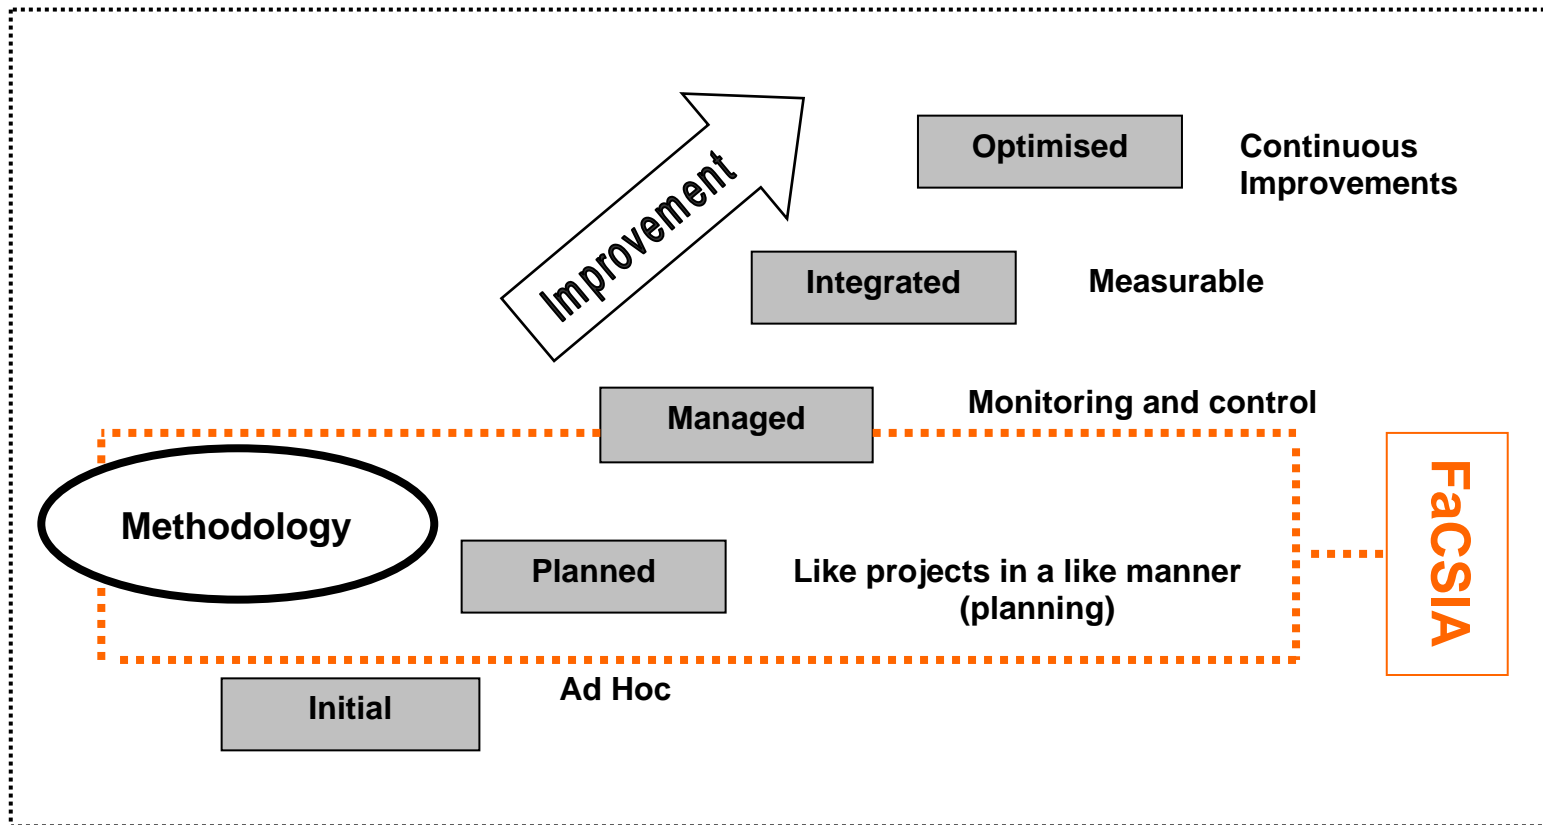 Optimised
Continuous
Improvements
Improvement
Integrated
Measurable
Managed
Monitoring and control
Methodology
Planned
Like projects in a like manner
(planning)
FaCSIA
Initial
Ad Hoc